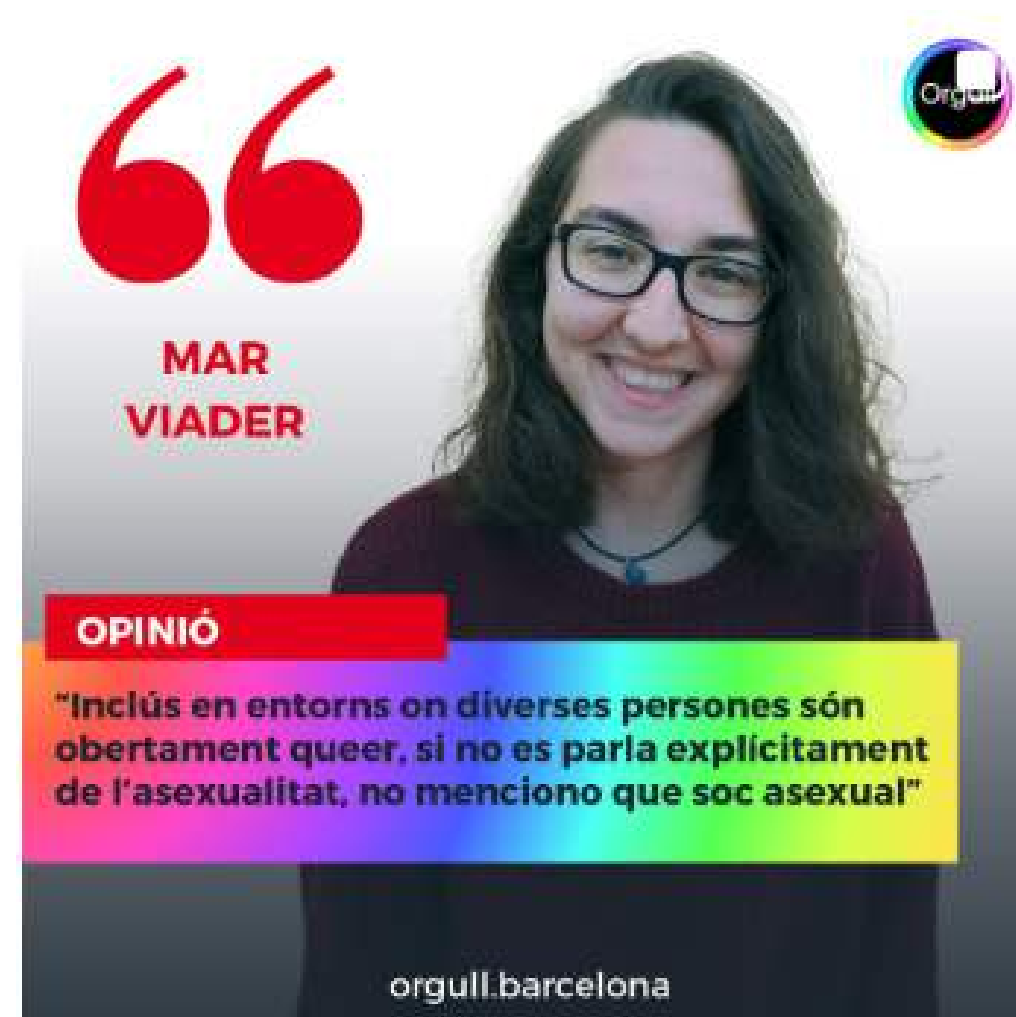 Orgull
MAR
VIADER
OPINIÓ
“Inclús en entorns on diverses persones són
obertament queer, si no es parla explícitament
de l’asexualitat, no menciono que soc asexual”
orgull.barcelona